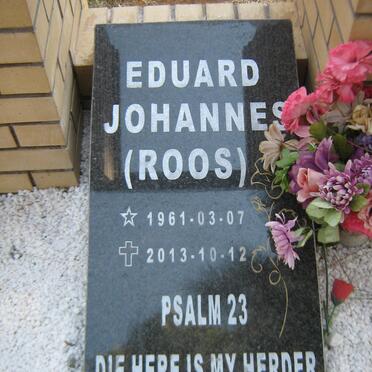 EDUARD
JOHANNES
(ROOS)
1961-03-07
2013-10-12
PSALM 23
DIE HERE IS MY HERDER